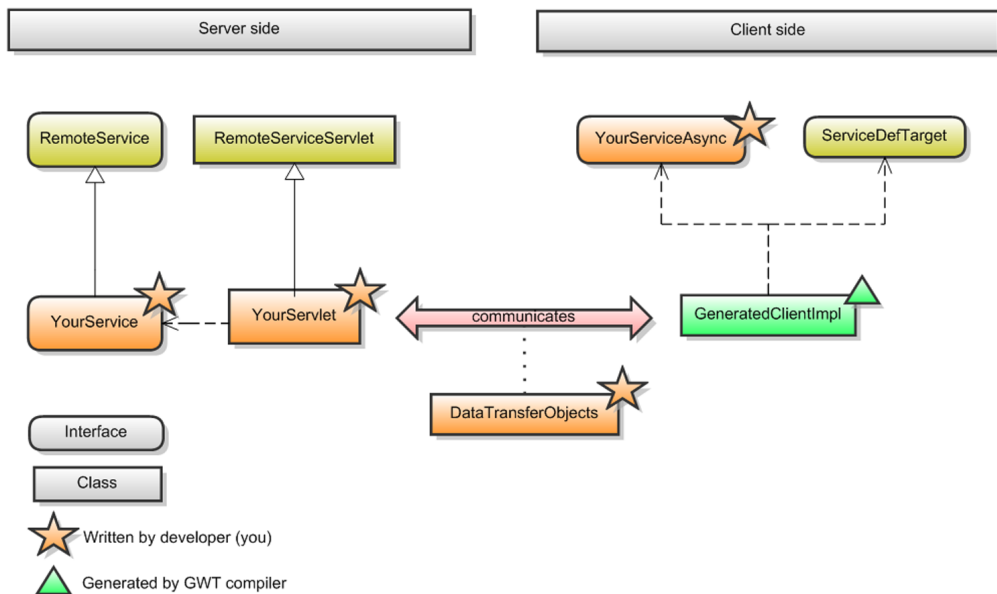 Server side
Client side
RemoteService
RemoteServiceServlet
YourServiceAsync
ServiceDefTarget
YourService
YourServlet
communicates
GeneratedClientImpl
DataTransferObjects
Interface
Class
Written by developer (you)
Generated by GWT compiler